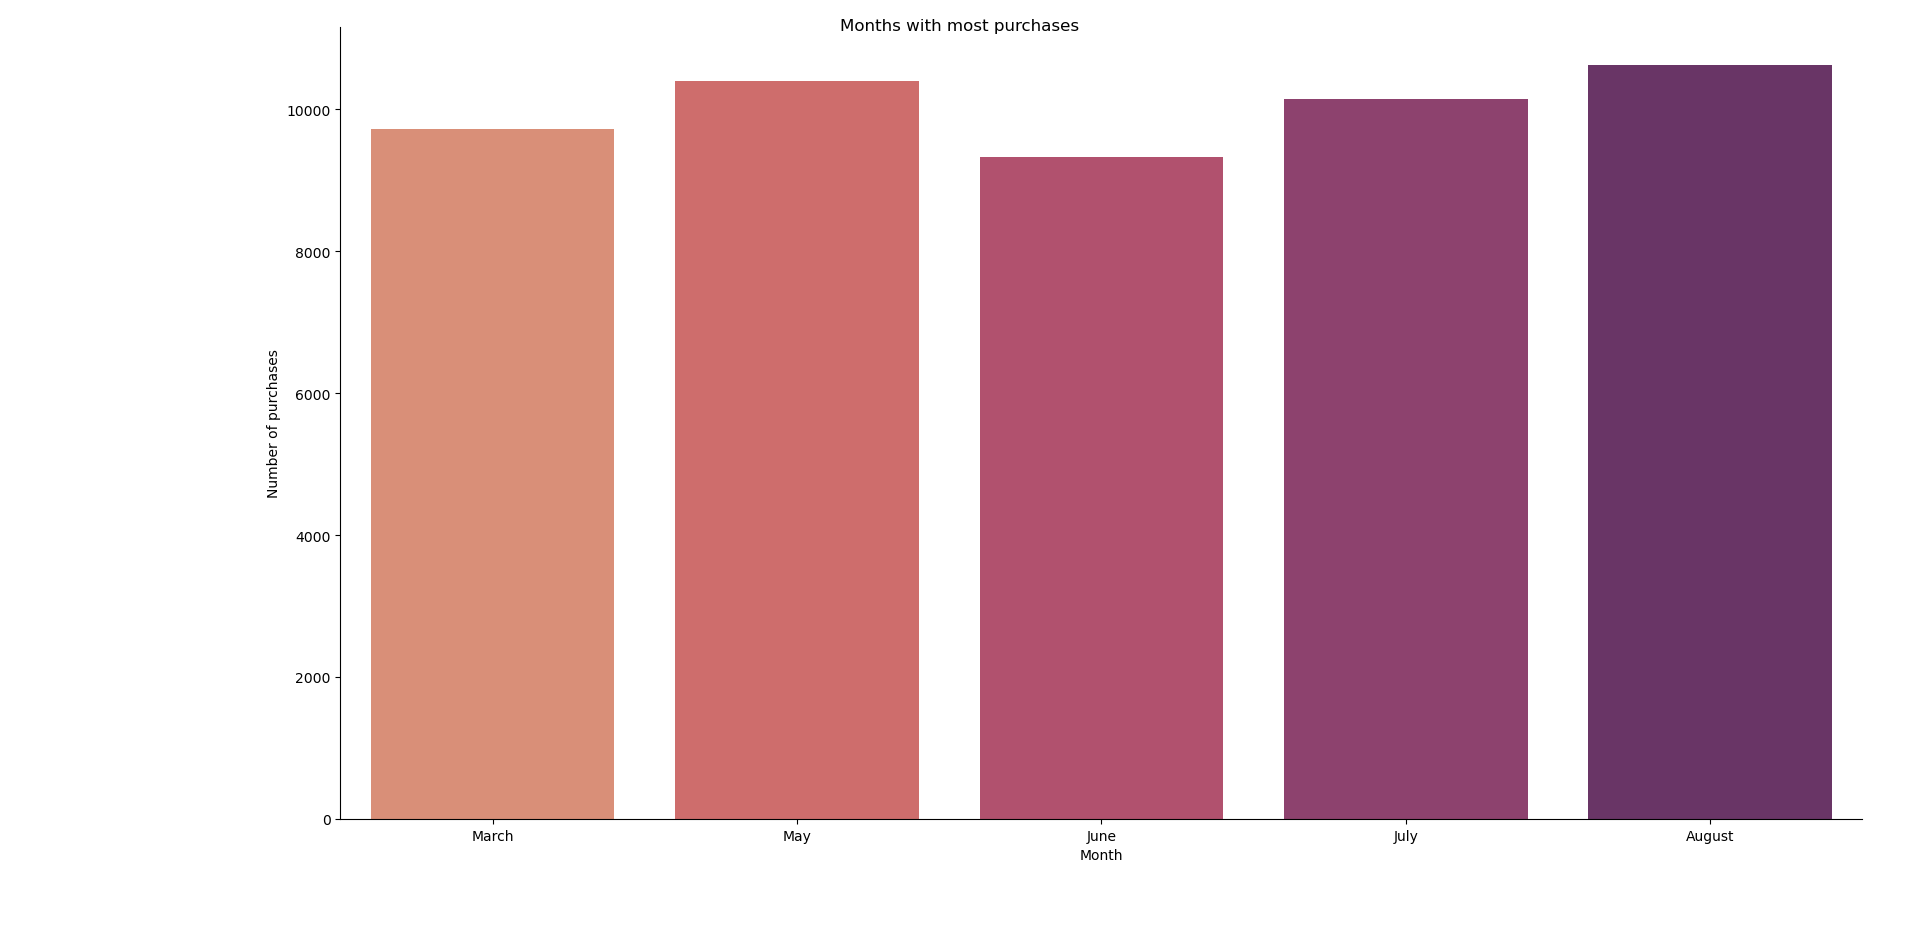 Months with most purchases
10000
8000
6000
4000
2000
0
Number of purchases
March May June July August
Month